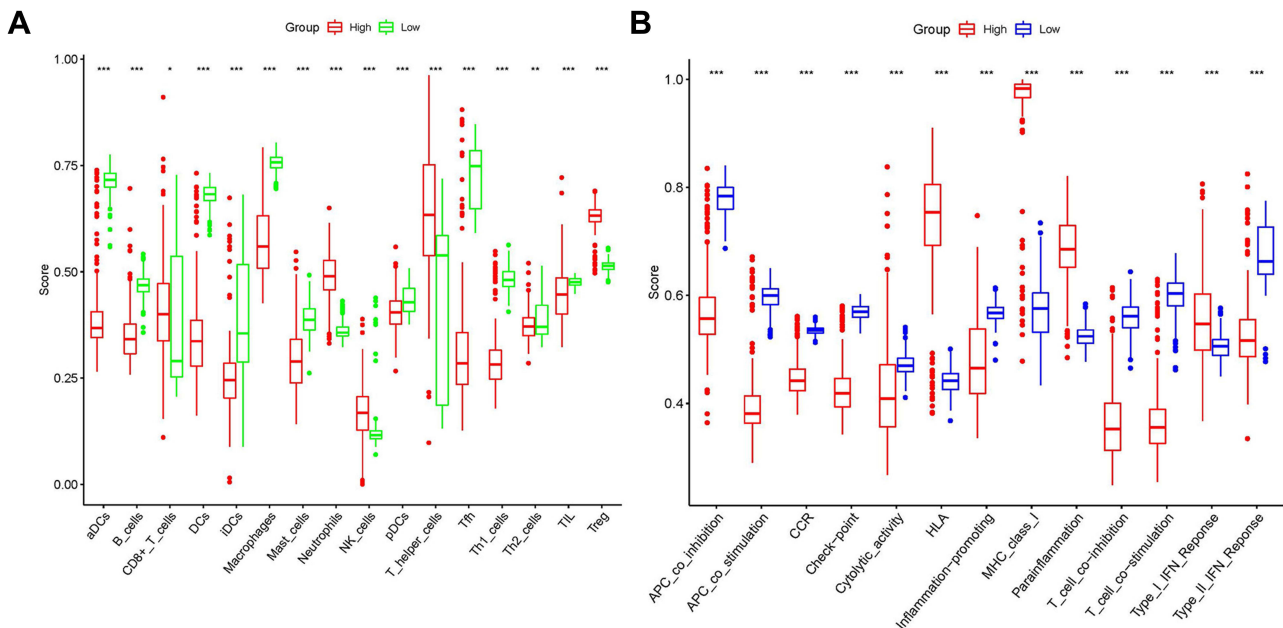 A
Group High Low
Score
1.00
0.75
0.50
0.25
0.00
*** *** * *** *** *** *** *** *** *** *** *** *** ** *** ***
aDCs
B_cells
CD8+_T_cells
DCs
iDCs
Macrophages
Mast_cells
Neutrophils
NK_cells
pDCs
T_helper_cells
Tfh
Th1_cells
Th2_cells
TIL
Treg
B
Group High Low
Score
1.0
0.8
0.6
0.4
*** *** *** *** *** *** *** *** *** *** *** *** ***
APC_co_inhibition
APC_co_stimulation
CCR
Check-point
Cytolytic_activity
HLA
Inflammation-promoting
MHC_class_I
Parainflammation
T_cell_co-inhibition
T_cell_co-stimulation
Type_I_IFN_Reponse
Type_II_IFN_Reponse